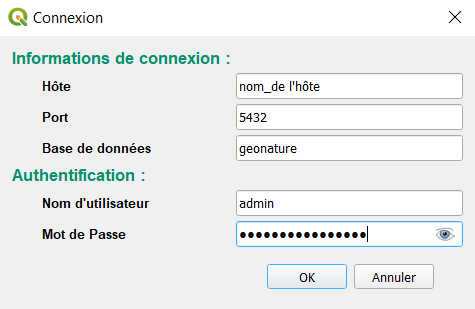 Connexion
Informations de connexion :
Hôte nom_de l'hôte
Port 5432
Base de données geonature
Authentification :
Nom d'utilisateur admin
Mot de Passe ●●●●●●●●●●●●●●●●
OK Annuler